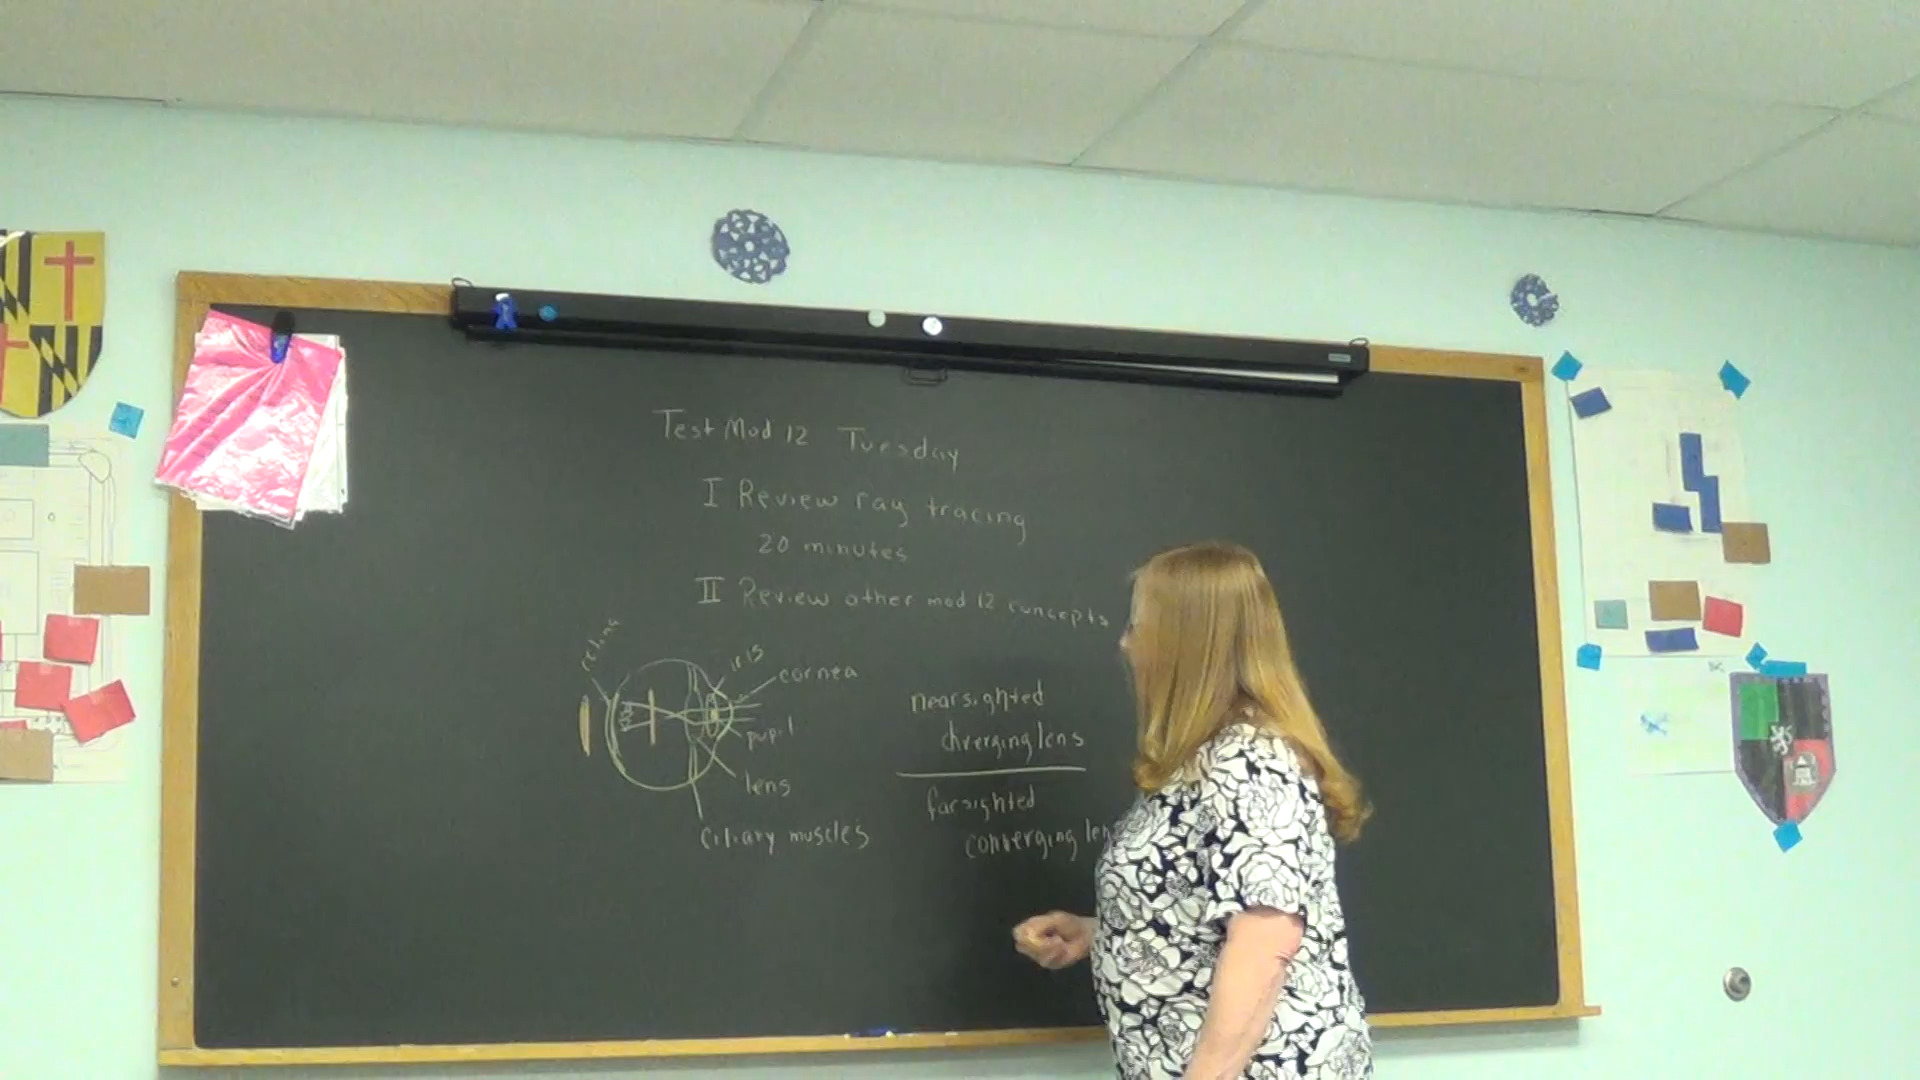 Test Mod 12 Tuesday
I Review ray tracing
20 minutes
II Review other mod 12 concepts
retina
iris
cornea
pupil
lens
ciliary muscles
nearsighted
diverging lens
farsighted
converging len